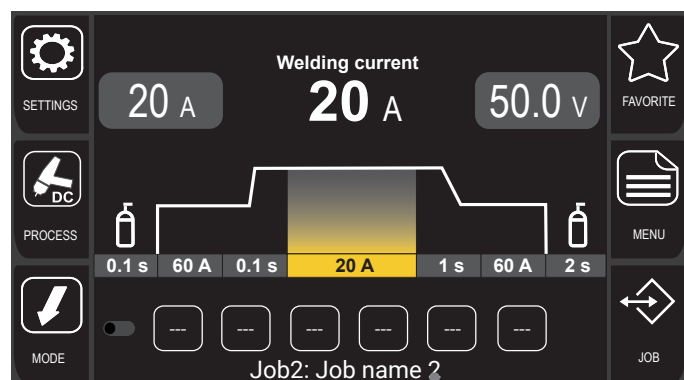 SETTINGS
Welding current
20 A
20 A
50.0 V
FAVORITE
DC
PROCESS
MENU
0.1 s 60 A 0.1 s 20 A 1 s 60 A 2 s
--- --- --- --- --- ---
MODE
JOB
Job2: Job name 2